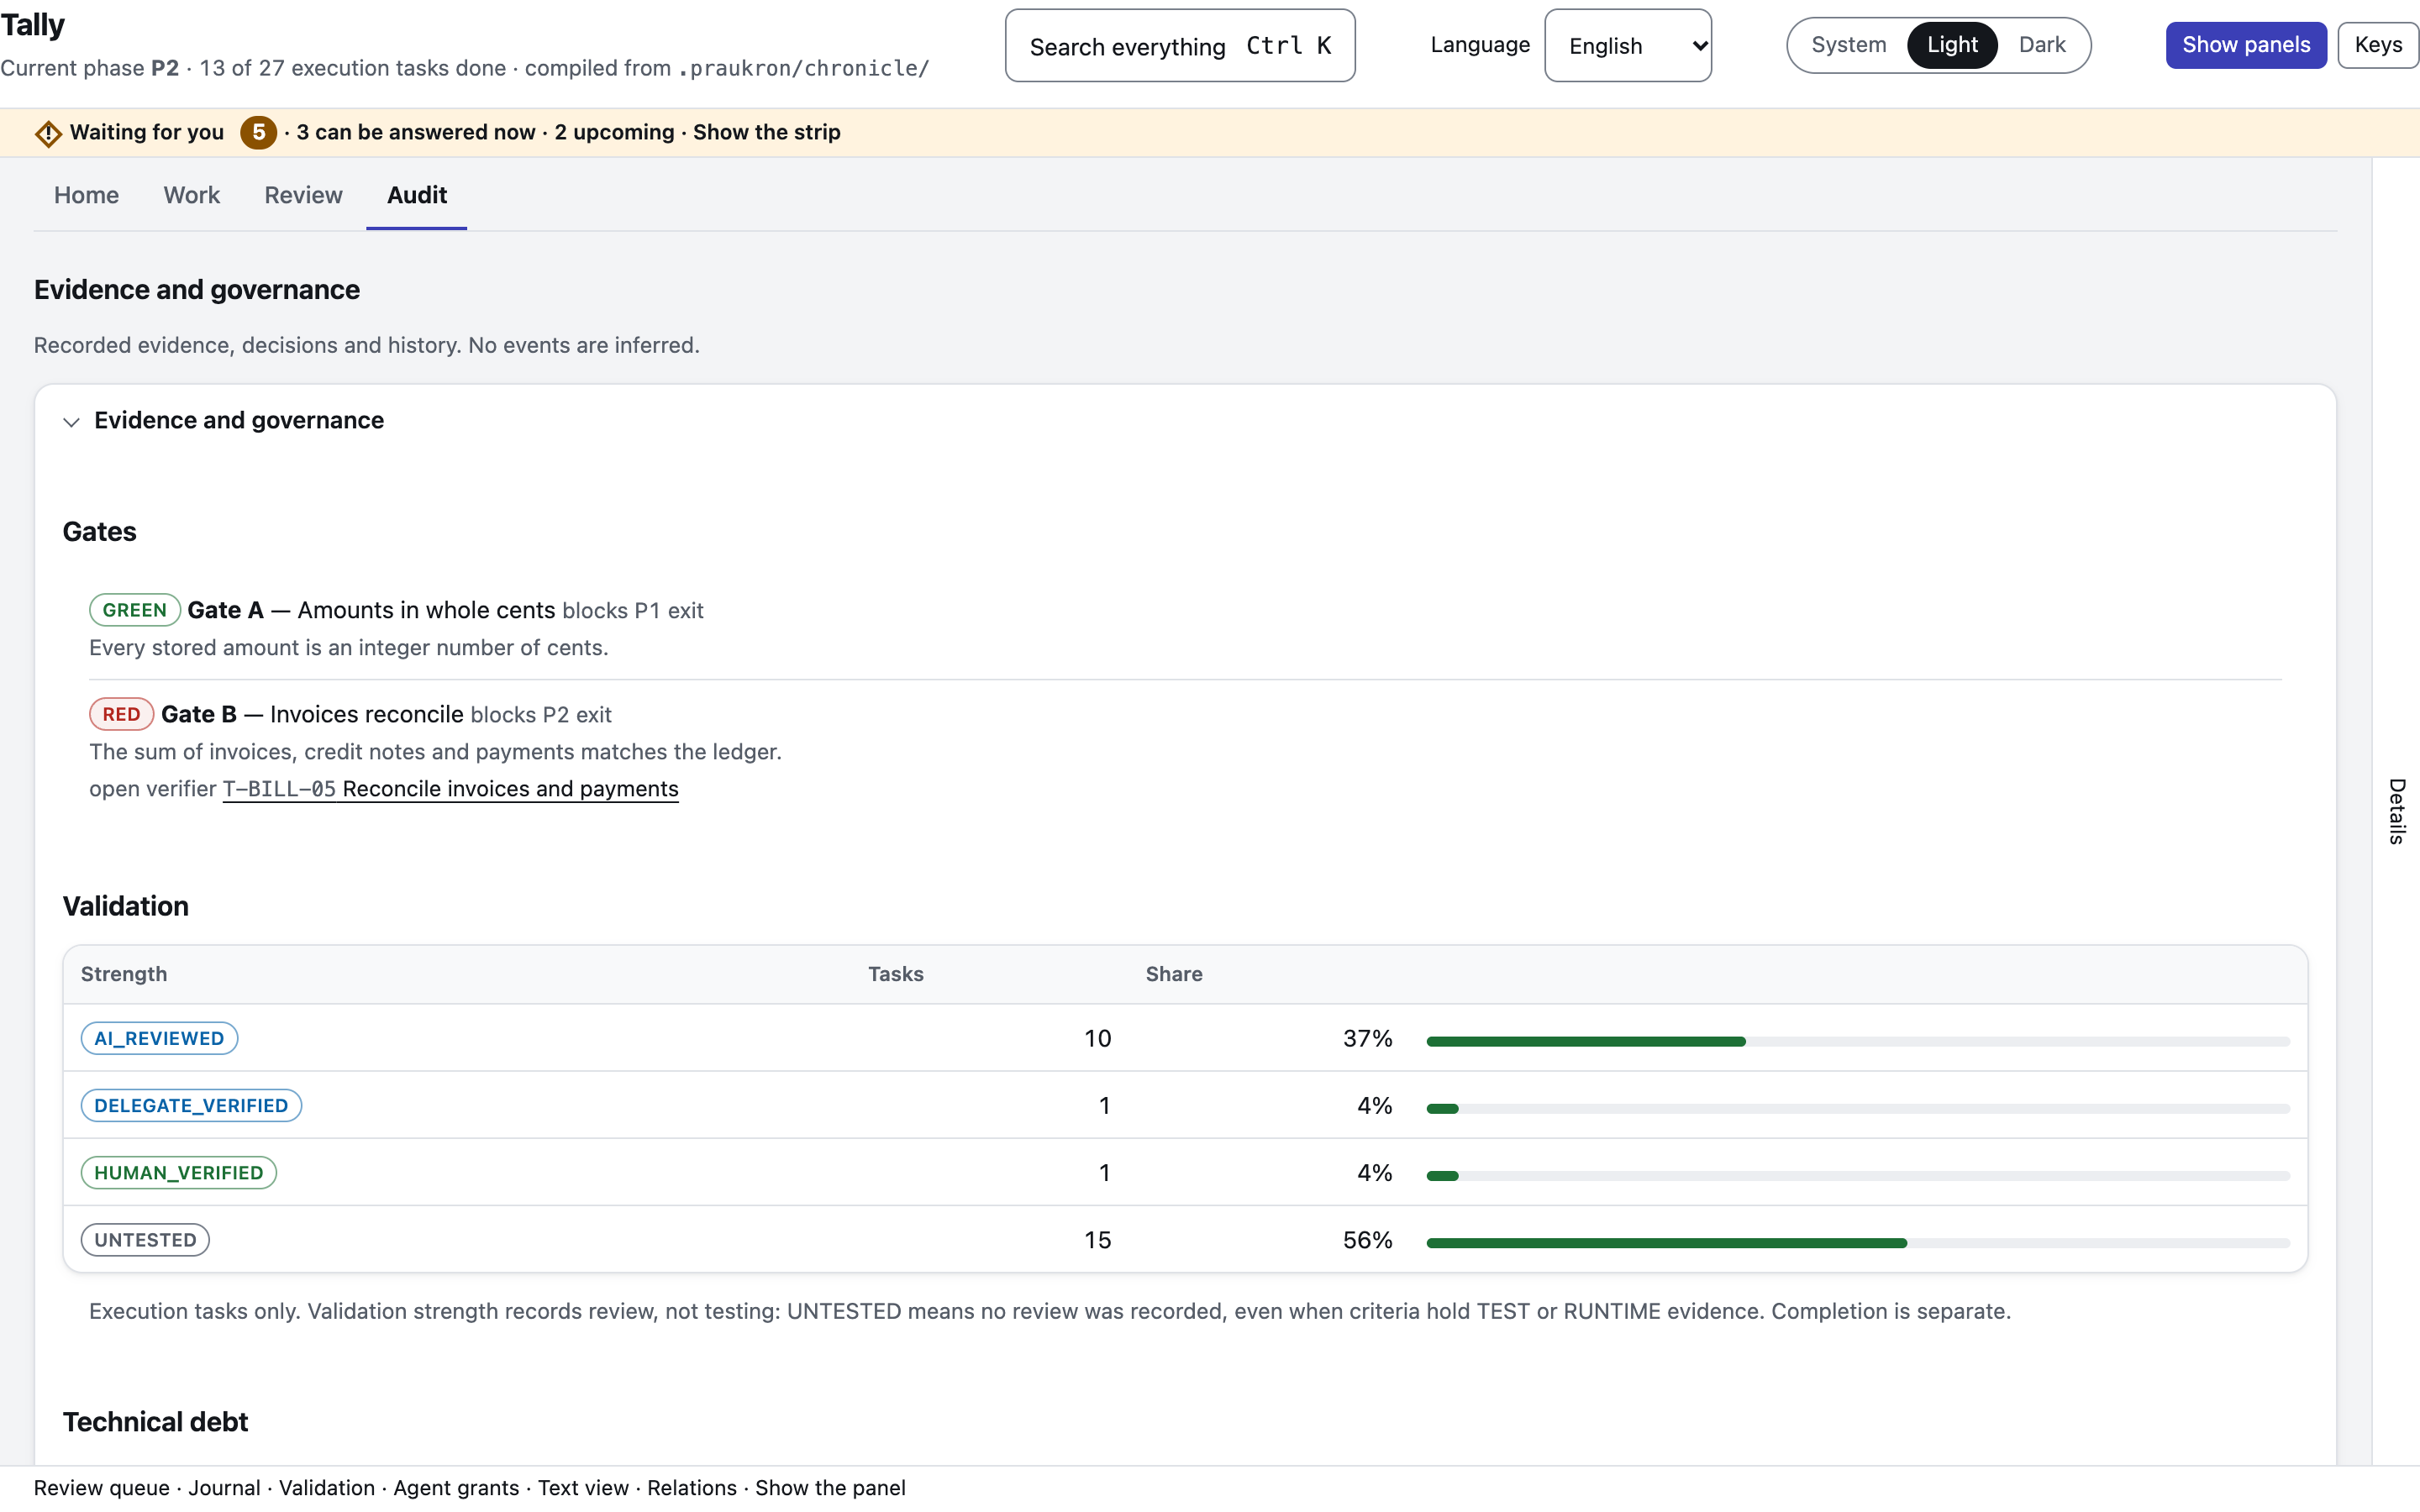 Tally
Current phase P2 · 13 of 27 execution tasks done · compiled from .praukron/chronicle/
Search everything Ctrl K
Language English
System Light Dark
Show panels
Keys
Waiting for you 5 · 3 can be answered now · 2 upcoming · Show the strip
Home Work Review Audit
Evidence and governance
Recorded evidence, decisions and history. No events are inferred.
Evidence and governance
Gates
GREEN Gate A — Amounts in whole cents blocks P1 exit
Every stored amount is an integer number of cents.
RED Gate B — Invoices reconcile blocks P2 exit
The sum of invoices, credit notes and payments matches the ledger.
open verifier T-BILL-05 Reconcile invoices and payments
Details
Validation
Strength Tasks Share
AI_REVIEWED 10 37%
DELEGATE_VERIFIED 1 4%
HUMAN_VERIFIED 1 4%
UNTESTED 15 56%
Execution tasks only. Validation strength records review, not testing: UNTESTED means no review was recorded, even when criteria hold TEST or RUNTIME evidence. Completion is separate.
Technical debt
Review queue · Journal · Validation · Agent grants · Text view · Relations · Show the panel